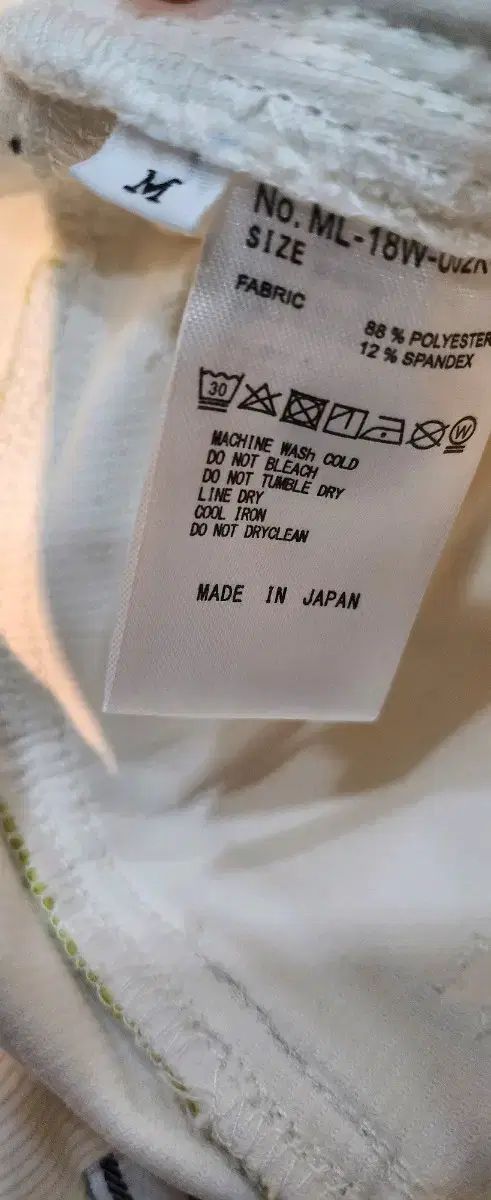 M
No. ML-18W-002
SIZE
FABRIC
88 % POLYESTER
12 % SPANDEX
30
W
MACHINE WASh COLD
DO NOT BLEACH
DO NOT TUMBLE DRY
LINE DRY
COOL IRON
DO NOT DRYCLEAN
MADE IN JAPAN